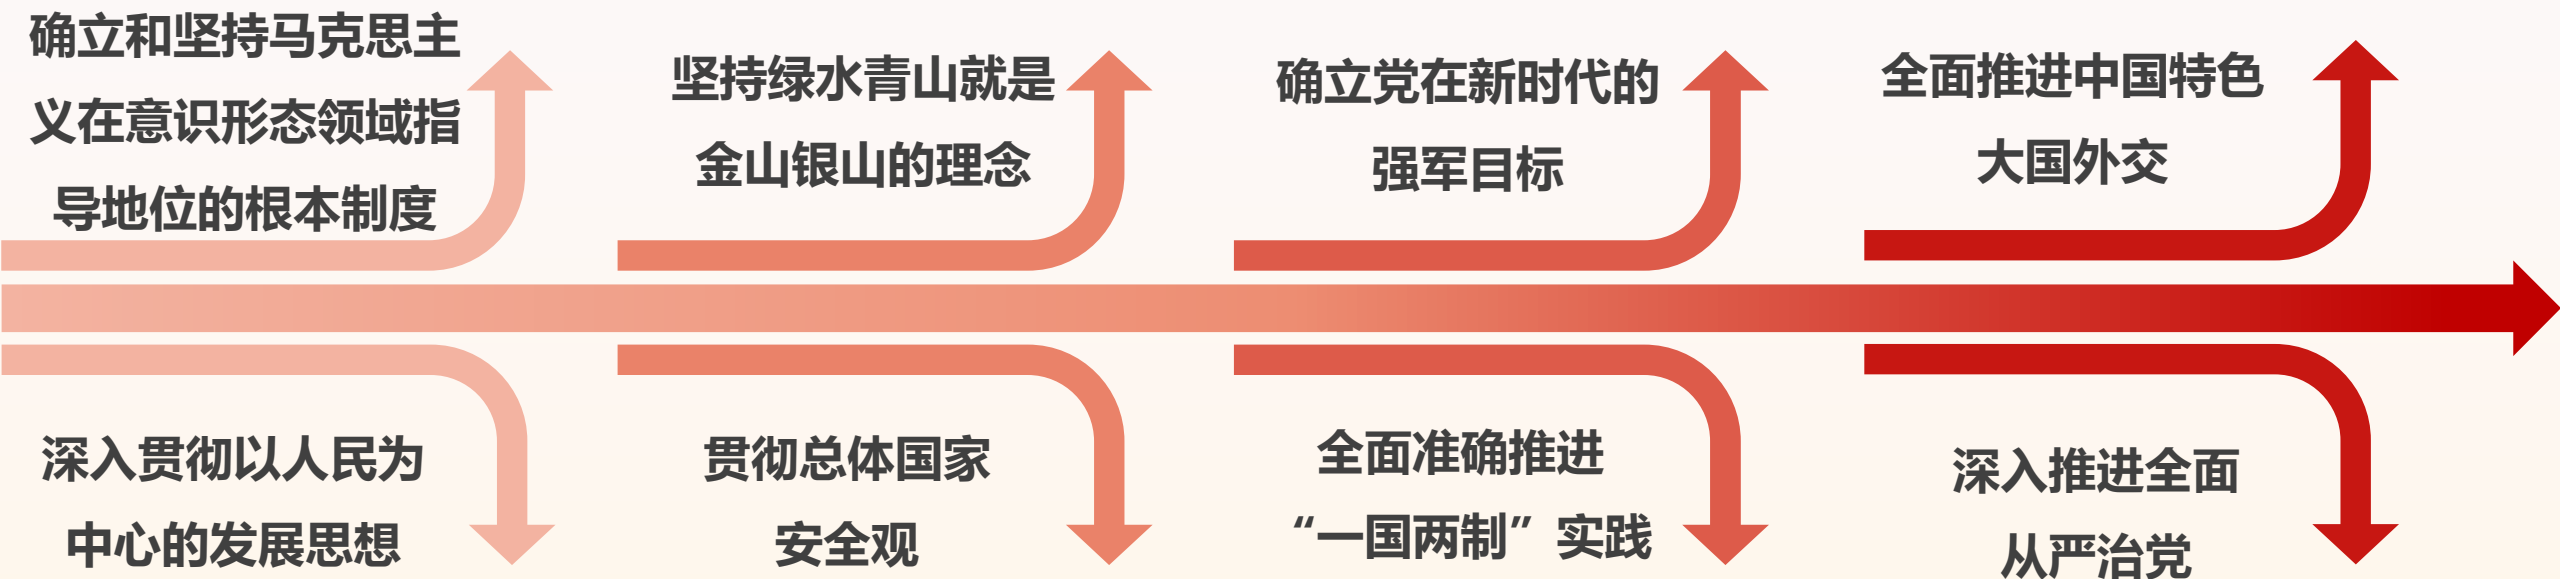 确立和坚持马克思主
义在意识形态领域指
导地位的根本制度
坚持绿水青山就是
金山银山的理念
确立党在新时代的
强军目标
全面推进中国特色
大国外交
深入贯彻以人民为
中心的发展思想
贯彻总体国家
安全观
全面准确推进
“一国两制”实践
深入推进全面
从严治党